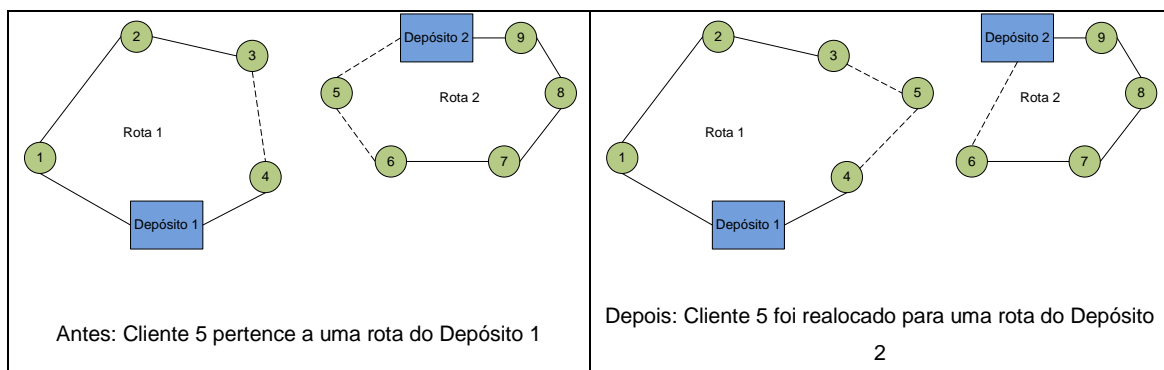 2
3
Rota 1
1
4
Depósito 1
Depósito 2
9
5
8
Rota 2
6
7
Antes: Cliente 5 pertence a uma rota do Depósito 1
2
3
5
Rota 1
1
4
Depósito 1
Depósito 2
9
8
Rota 2
6
7
Depois: Cliente 5 foi realocado para uma rota do Depósito
2